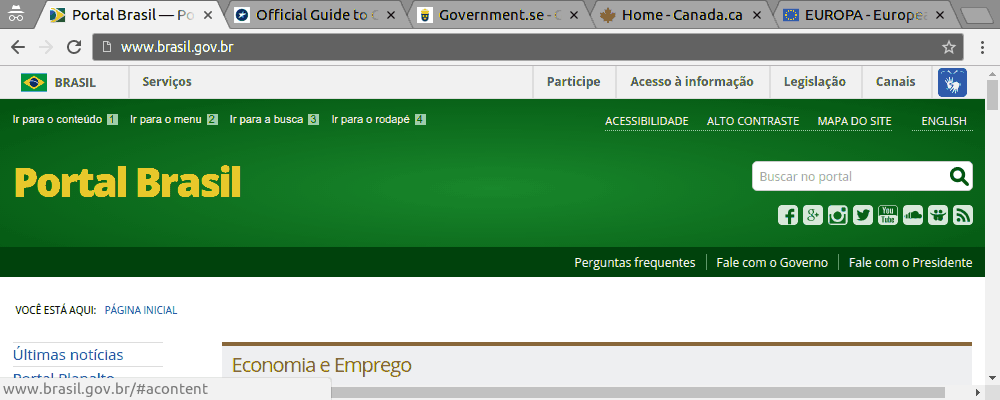 Portal Brasil — Po
Official Guide to G
Government.se - G
Home - Canada.ca
EUROPA - Europea
www.brasil.gov.br
BRASIL
Serviços
Participe
Acesso à informação
Legislação
Canais
Ir para o conteúdo 1
Ir para o menu 2
Ir para a busca 3
Ir para o rodapé 4
ACESSIBILIDADE
ALTO CONTRASTE
MAPA DO SITE
ENGLISH
Portal Brasil
Buscar no portal
You Tube
Perguntas frequentes
Fale com o Governo
Fale com o Presidente
VOCÊ ESTÁ AQUI: PÁGINA INICIAL
Últimas notícias
Economia e Emprego
Portal Planalto
www.brasil.gov.br/#acontent